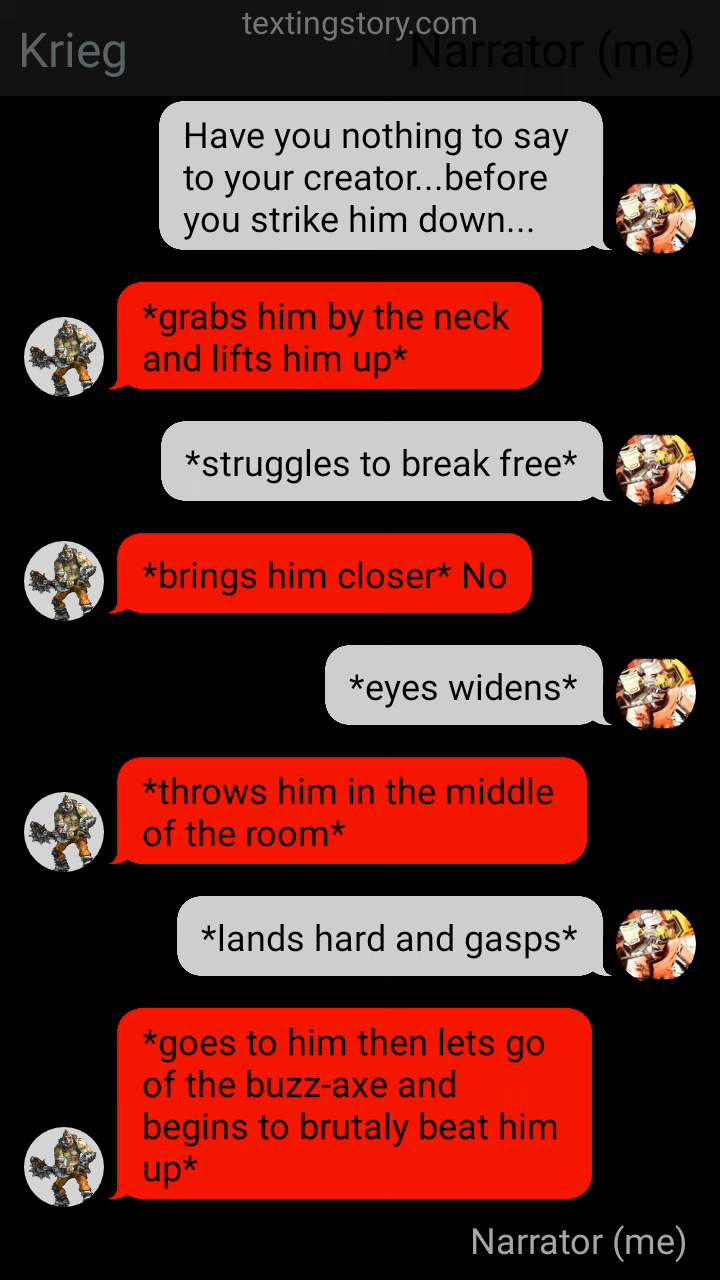 textingstory.com
Krieg
Narrator (me)
Have you nothing to say
to your creator...before
you strike him down...
*grabs him by the neck
and lifts him up*
*struggles to break free*
*brings him closer* No
*eyes widens*
*throws him in the middle
of the room*
*lands hard and gasps*
*goes to him then lets go
of the buzz-axe and
begins to brutaly beat him
up*
Narrator (me)